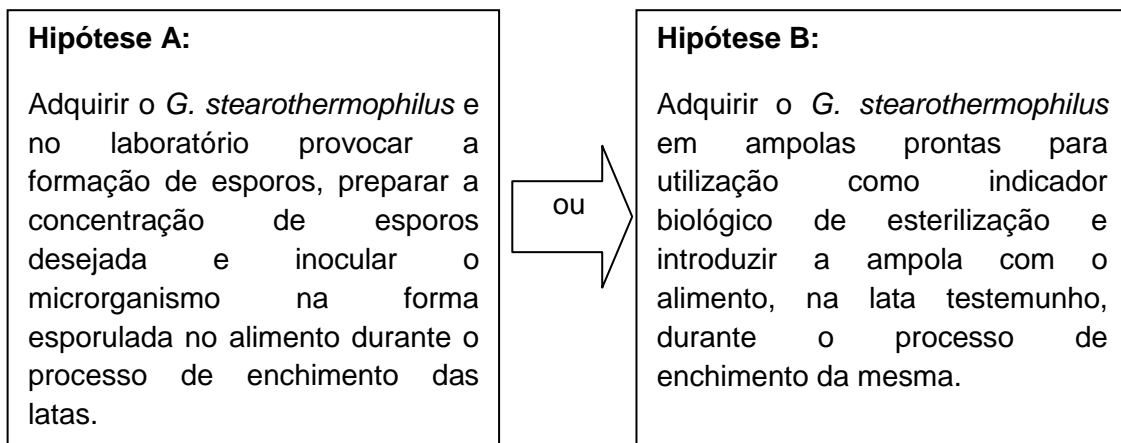 Hipótese A:
Adquirir o G. stearothermophilus e
no laboratório provocar a
formação de esporos, preparar a
concentração de esporos
desejada e inocular o
microrganismo na forma
esporulada no alimento durante o
processo de enchimento das
latas.
ou
Hipótese B:
Adquirir o G. stearothermophilus
em ampolas prontas para
utilização como indicador
biológico de esterilização e
introduzir a ampola com o
alimento, na lata testemunho,
durante o processo de
enchimento da mesma.